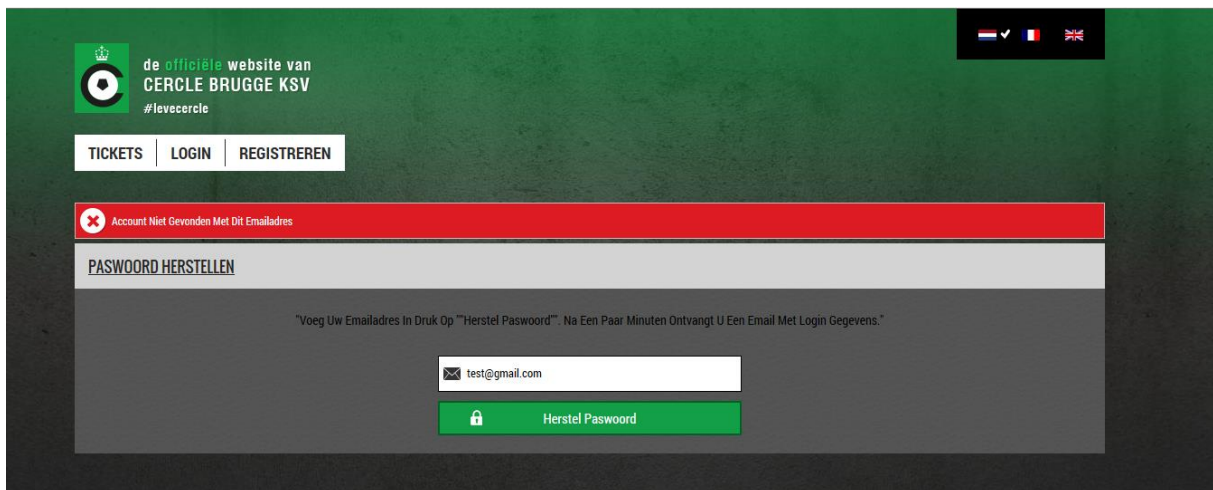 de officiële website van
CERCLE BRUGGE KSV
#levecercle
TICKETS LOGIN REGISTREREN
Account Niet Gevonden Met Dit Emailadres
PASWOORD HERSTELLEN
"Voeg Uw Emailadres In Druk Op ""Herstel Paswoord"". Na Een Paar Minuten Ontvangt U Een Email Met Login Gegevens."
test@gmail.com
Herstel Paswoord